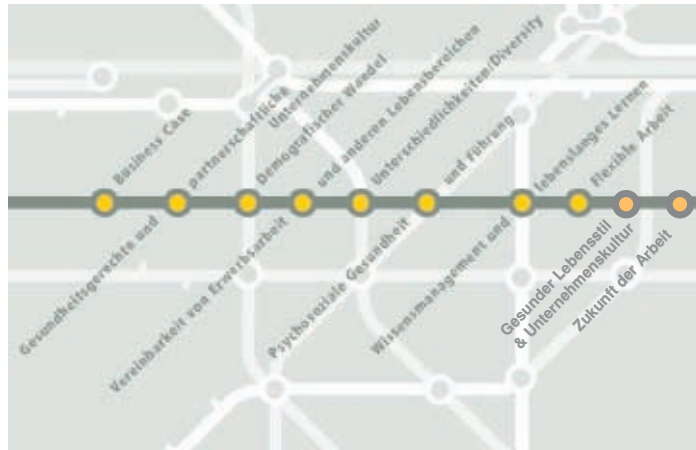 Business Case
Gesundheitsgerechte und
partnerschaftliche
Unternehmenskultur
Demografischer Wandel
Vereinbarkeit von Erwerbsarbeit
und anderen Lebensbereichen
Unterschiedlichkeiten/Diversity
Psychosoziale Gesundheit
und Führung
Wissensmanagement und
lebenslanges Lernen
Flexible Arbeit
Gesunder Lebensstil
& Unternehmenskultur
Zukunft der Arbeit